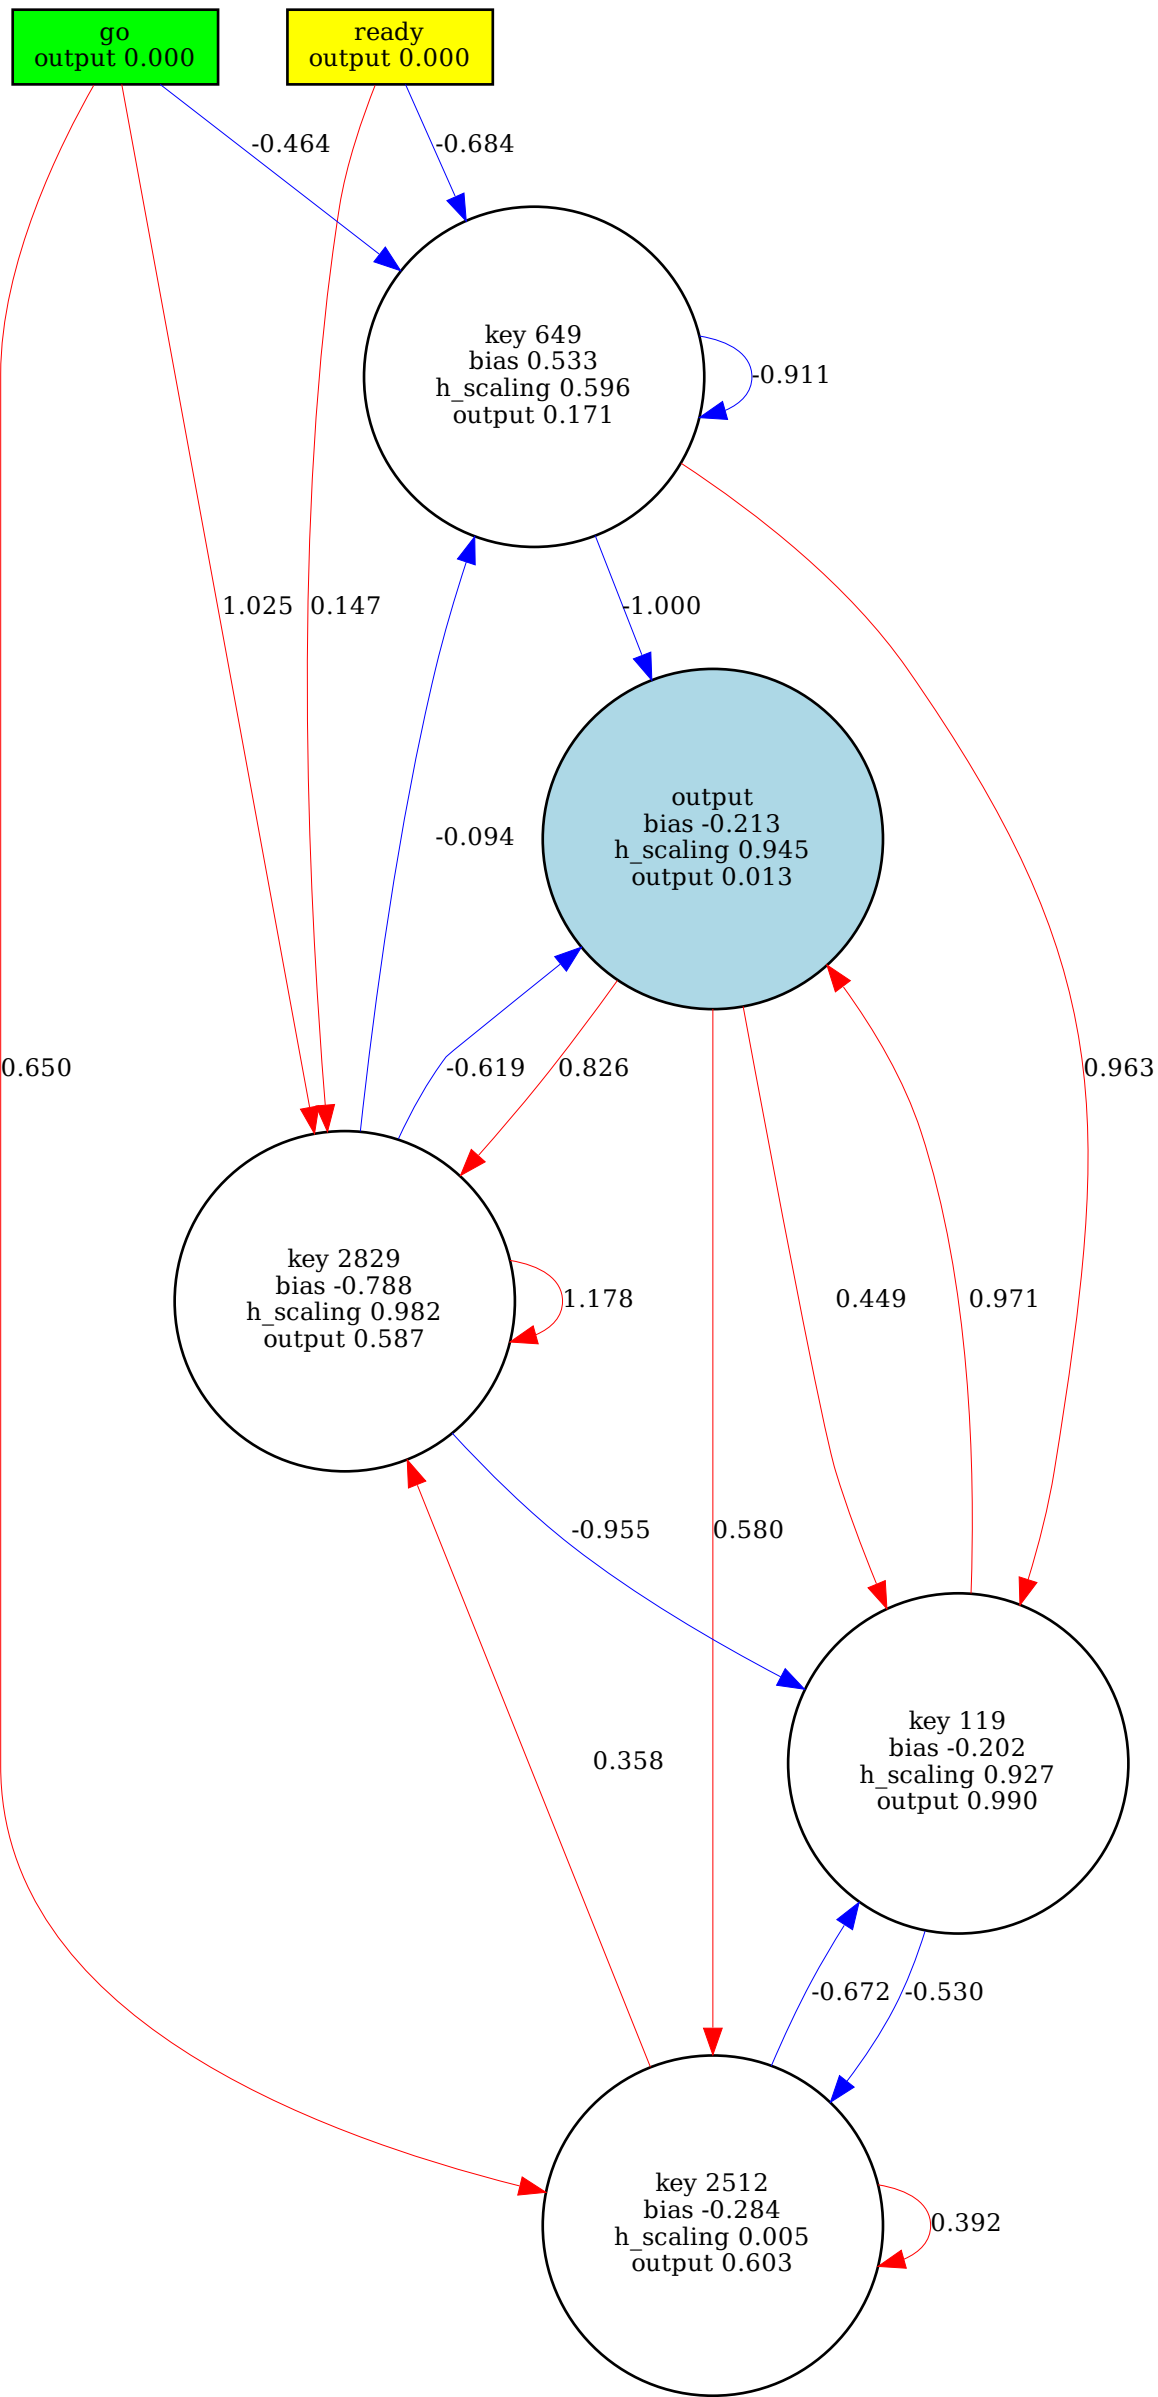 go
output 0.000
ready
output 0.000
-0.464
-0.684
key 649
bias 0.533
h_scaling 0.596
output 0.171
-0.911
1.025
0.147
-1.000
output
bias -0.213
h_scaling 0.945
output 0.013
-0.094
0.650
-0.619
0.826
0.963
key 2829
bias -0.788
h_scaling 0.982
output 0.587
1.178
0.449
0.971
-0.955
0.580
key 119
bias -0.202
h_scaling 0.927
output 0.990
0.358
-0.672
-0.530
key 2512
bias -0.284
h_scaling 0.005
output 0.603
0.392